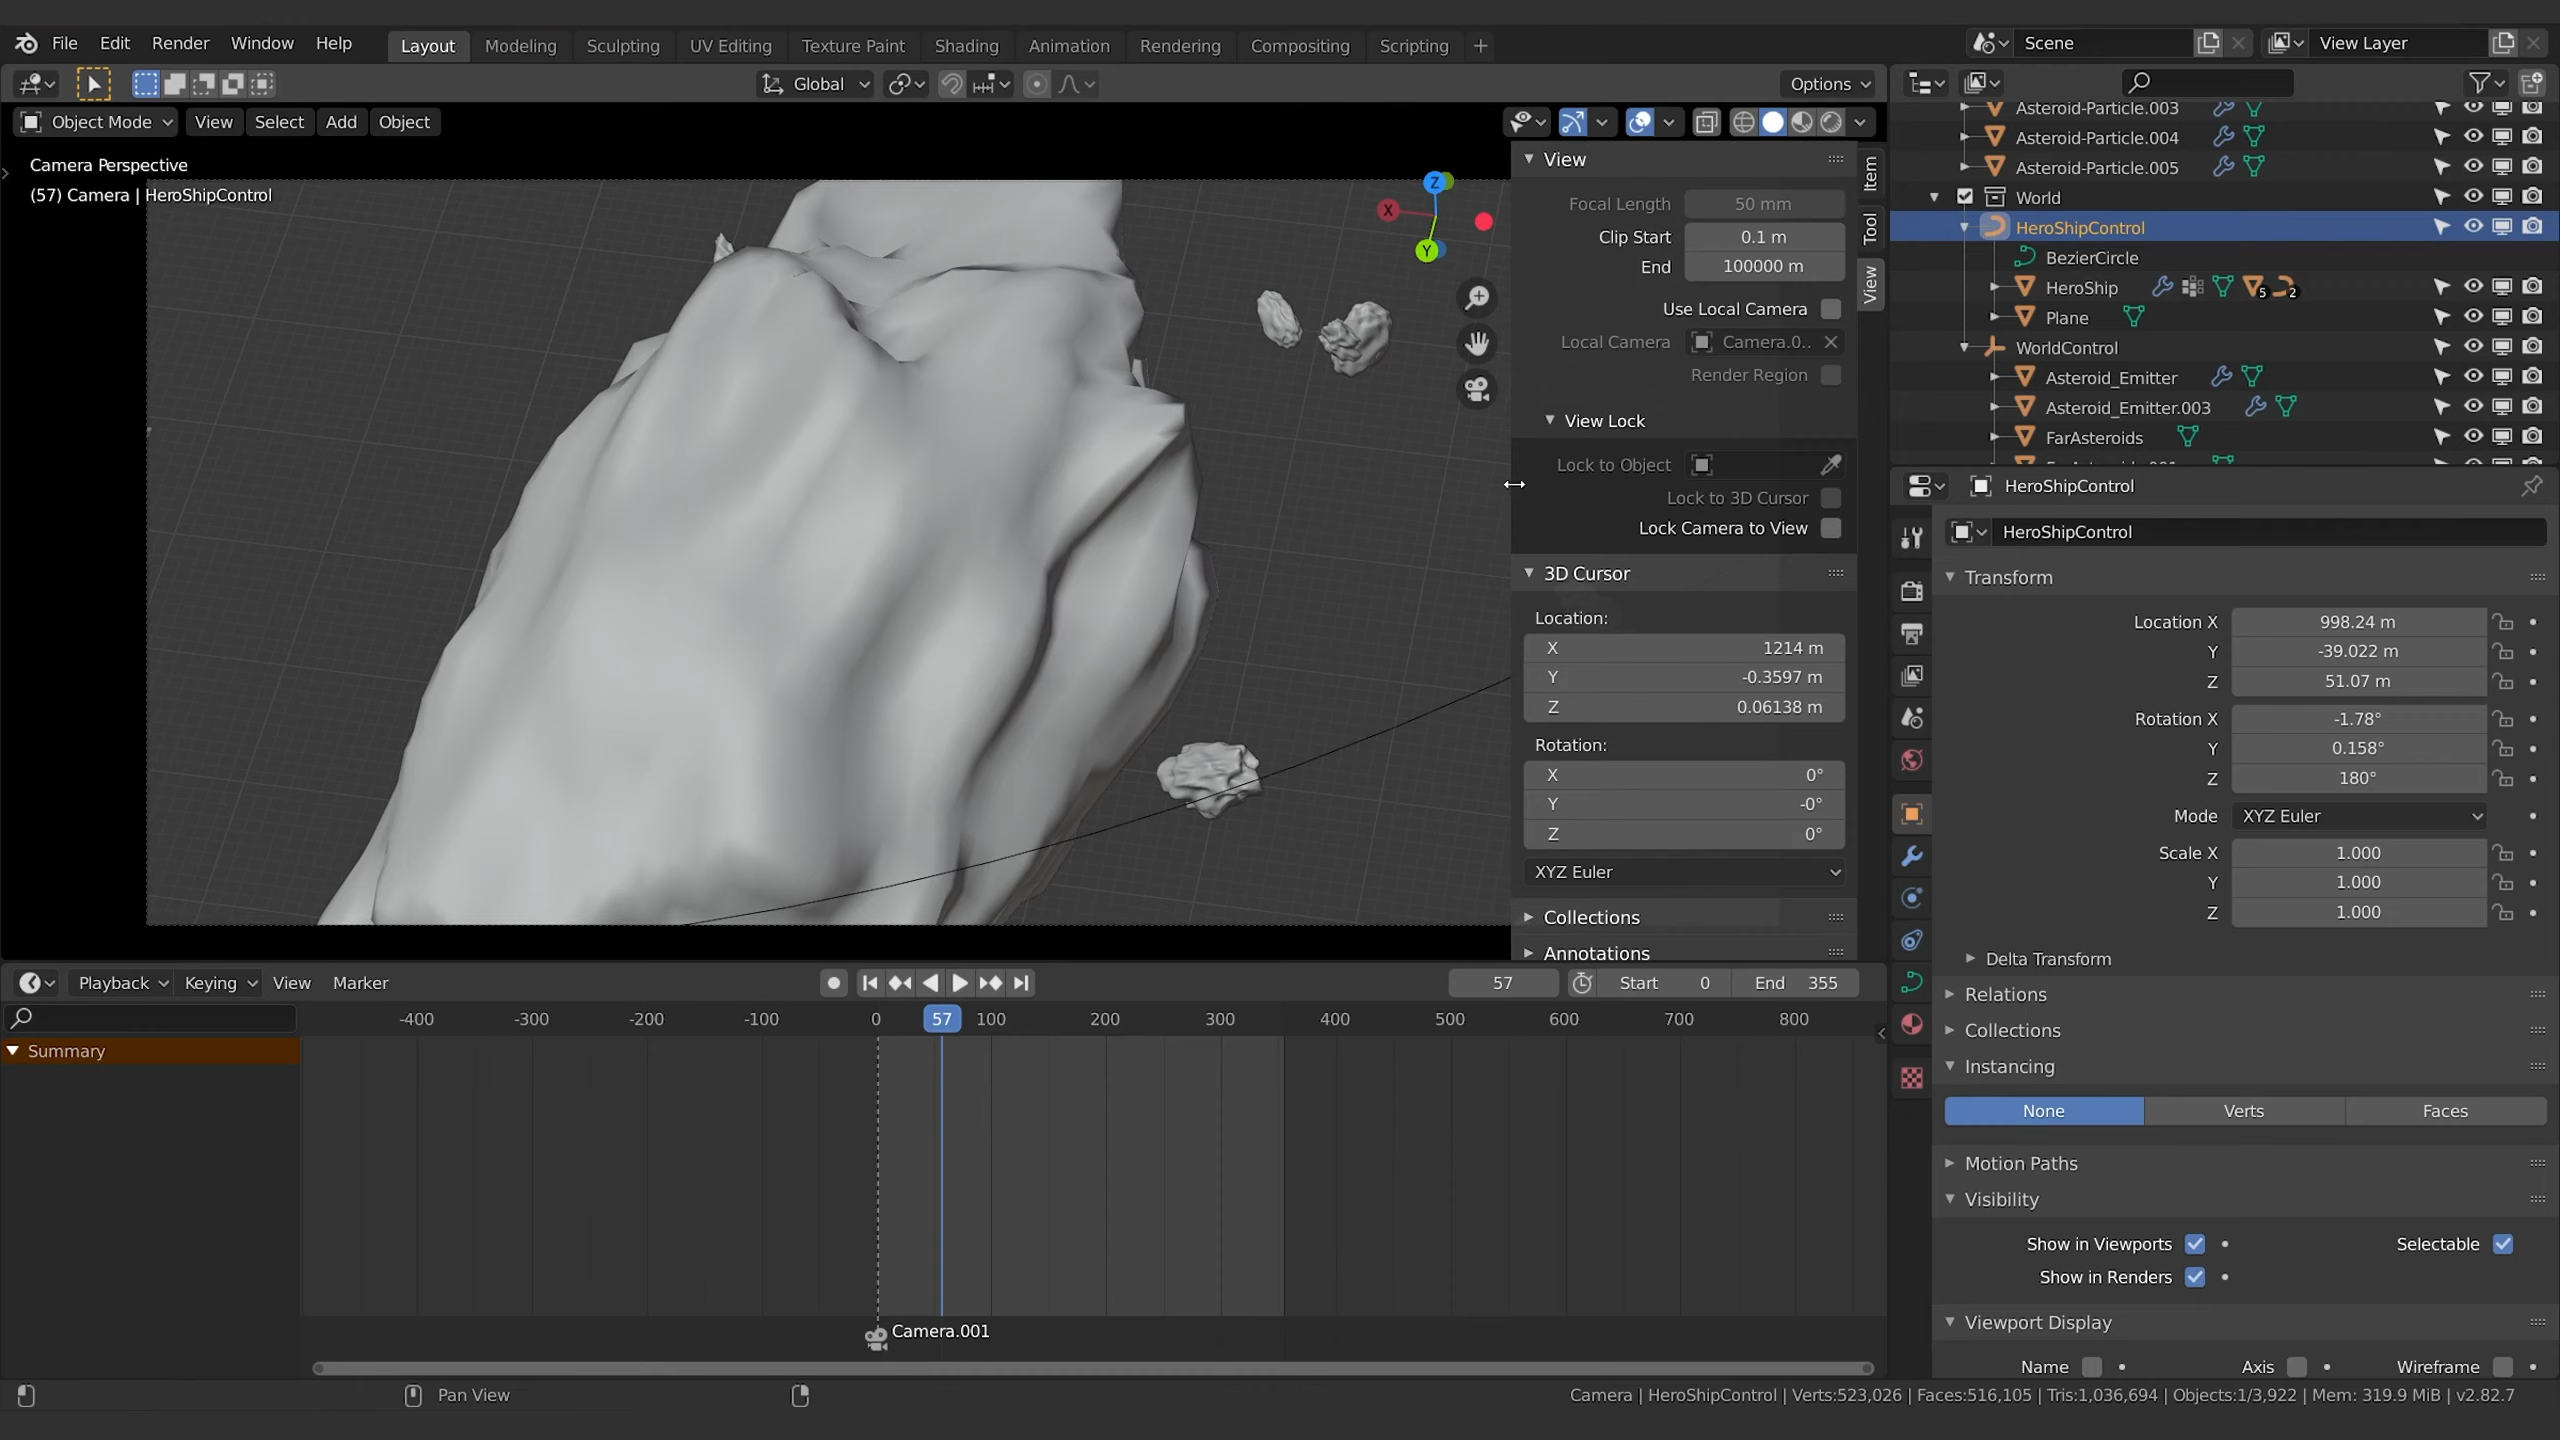 File Edit Render Window Help Layout Modeling Sculpting UV Editing Texture Paint Shading Animation Rendering Compositing Scripting + Scene View Layer
Global Options
Object Mode View Select Add Object
Camera Perspective
(57) Camera | HeroShipControl
Z
X
Y
View
Focal Length 50 mm
Clip Start 0.1 m
End 100000 m
Use Local Camera
Local Camera Camera.0..
Render Region
View Lock
Lock to Object
Lock to 3D Cursor
Lock Camera to View
3D Cursor
Location:
X 1214 m
Y -0.3597 m
Z 0.06138 m
Rotation:
X 0°
Y -0°
Z 0°
XYZ Euler
Collections
Annotations
Item
Tool
View
Asteroid-Particle.003
Asteroid-Particle.004
Asteroid-Particle.005
World
HeroShipControl
BezierCircle
HeroShip 5 2
Plane
WorldControl
Asteroid_Emitter
Asteroid_Emitter.003
FarAsteroids
HeroShipControl
HeroShipControl
Transform
Location X 998.24 m
Y -39.022 m
Z 51.07 m
Rotation X -1.78°
Y 0.158°
Z 180°
Mode XYZ Euler
Scale X 1.000
Y 1.000
Z 1.000
Delta Transform
Relations
Collections
Instancing
None Verts Faces
Motion Paths
Visibility
Show in Viewports Selectable
Show in Renders
Viewport Display
Name Axis Wireframe
Playback Keying View Marker 57 Start 0 End 355
-400 -300 -200 -100 0 57 100 200 300 400 500 600 700 800
Summary
Camera.001
Pan View Camera | HeroShipControl | Verts:523,026 | Faces:516,105 | Tris:1,036,694 | Objects:1/3,922 | Mem: 319.9 MiB | v2.82.7